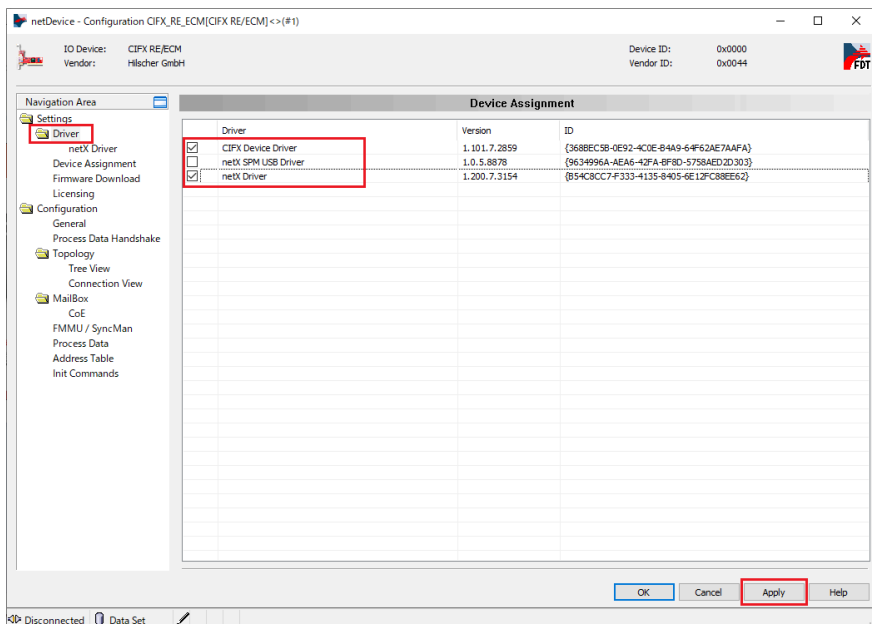 netDevice - Configuration CIFX_RE_ECM[CIFX RE/ECM]<>(#1)
IO Device: CIFX RE/ECM Device ID: 0x0000
Vendor: Hilscher GmbH Vendor ID: 0x0044
FDT
Navigation Area
Settings
Driver
netX Driver
Device Assignment
Firmware Download
Licensing
Configuration
General
Process Data Handshake
Topology
Tree View
Connection View
MailBox
CoE
FMMU / SyncMan
Process Data
Address Table
Init Commands
Device Assignment
Driver Version ID
CIFX Device Driver 1.101.7.2859 {368BEC5B-0E92-4C0E-B4A9-64F62AE7AAFA}
netX SPM USB Driver 1.0.5.8878 {9634996A-AEA6-42FA-BF8D-5758AED2D303}
netX Driver 1.200.7.3154 {B54C8CC7-F333-4135-8405-6E12FC88EE62}
OK Cancel Apply Help
Disconnected Data Set